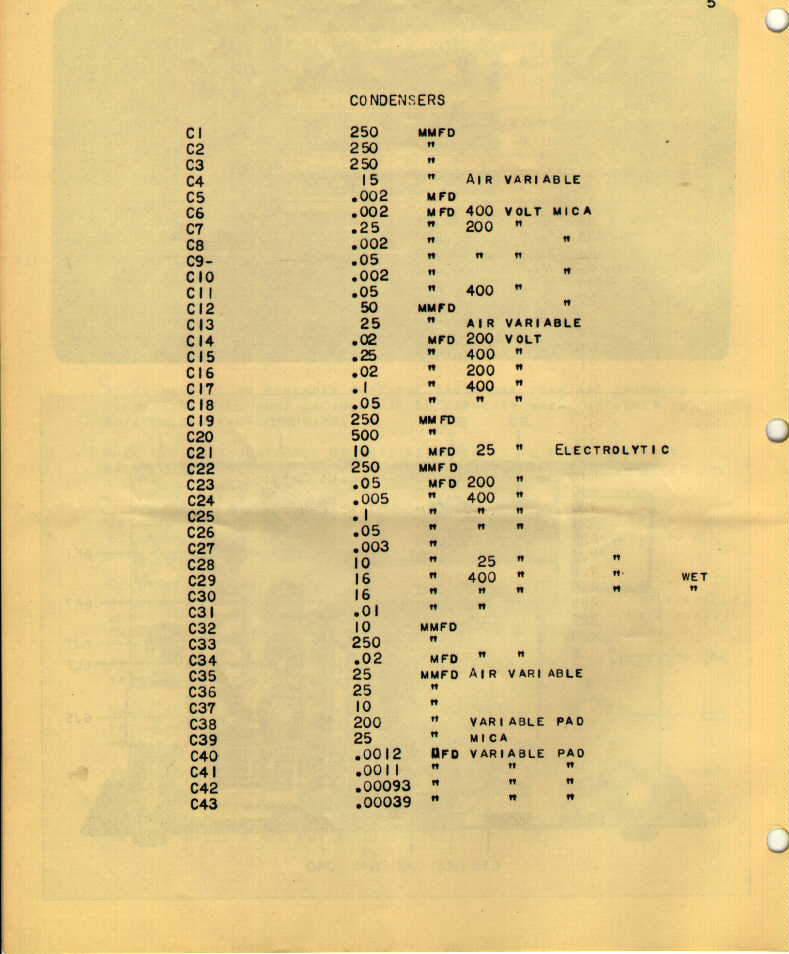 5
CONDENSERS
C1 250 MMFD
C2 250 "
C3 250 "
C4 15 " AIR VARIABLE
C5 .002 MFD
C6 .002 MFD 400 VOLT MICA
C7 .25 " 200 "
C8 .002 " "
C9- .05 " " "
C10 .002 " "
C11 .05 " 400 "
C12 50 MMFD "
C13 25 " AIR VARIABLE
C14 .02 MFD 200 VOLT
C15 .25 " 400 "
C16 .02 " 200 "
C17 .1 " 400 "
C18 .05 " " "
C19 250 MMFD
C20 500 "
C21 10 MFD 25 " ELECTROLYTIC
C22 250 MMFD
C23 .05 MFD 200 "
C24 .005 " 400 "
C25 .1 " " "
C26 .05 " " "
C27 .003 "
C28 10 " 25 " "
C29 16 " 400 " " WET
C30 16 " " " " "
C31 .01 " "
C32 10 MMFD
C33 250 "
C34 .02 MFD " "
C35 25 MMFD AIR VARIABLE
C36 25 "
C37 10 "
C38 200 " VARIABLE PAD
C39 25 " MICA
C40 .0012 MFD VARIABLE PAD
C41 .0011 " " "
C42 .00093 " " "
C43 .00039 " " "